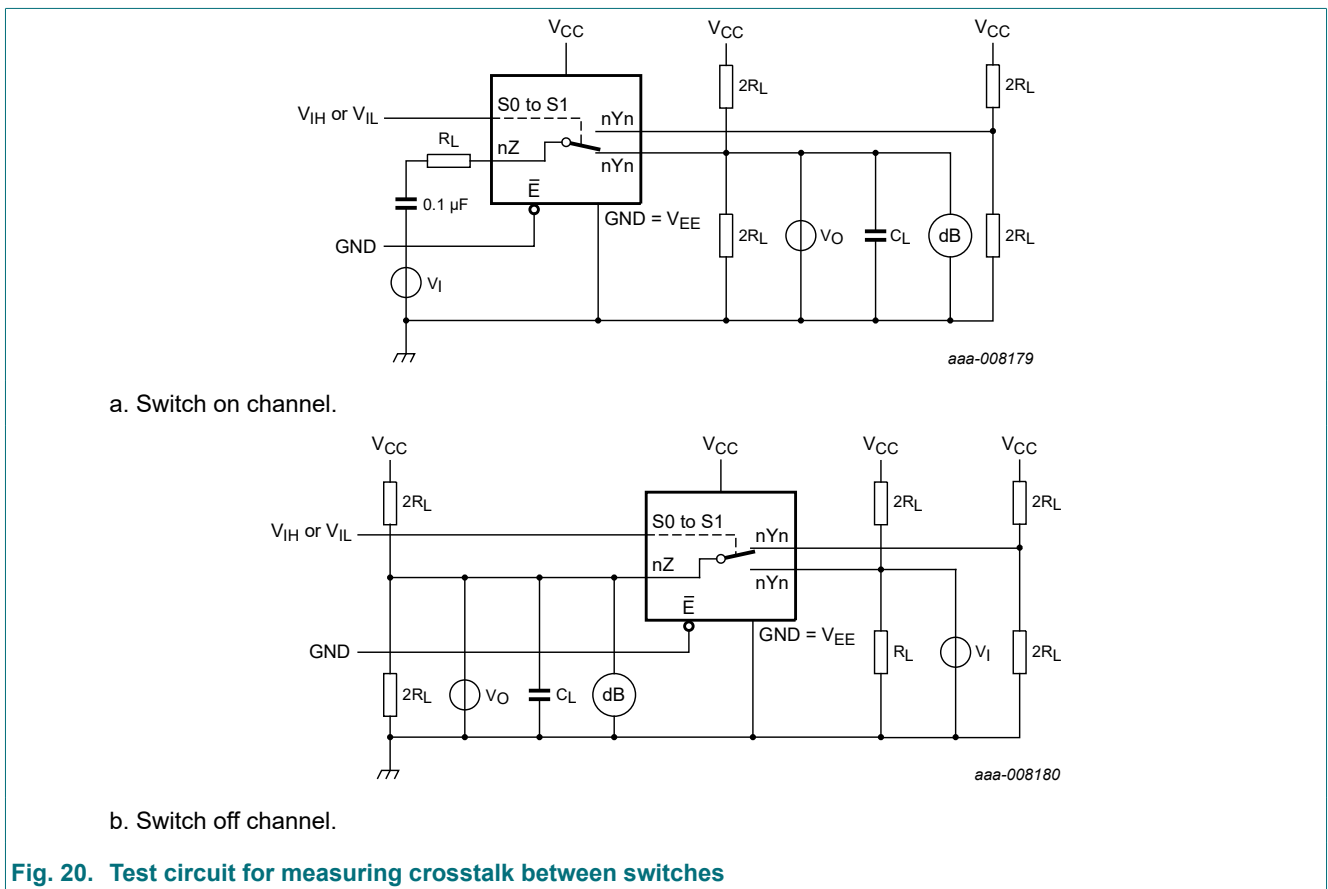 VCC
VCC
VCC
2RL
2RL
VIH or VIL
S0 to S1
nYn
RL
nZ
nYn
E̅
0.1 µF
GND = VEE
2RL
VO
CL
dB
2RL
GND
VI
aaa-008179
a. Switch on channel.
VCC
VCC
VCC
VCC
2RL
2RL
2RL
VIH or VIL
S0 to S1
nYn
nZ
nYn
E̅
GND = VEE
GND
RL
VI
2RL
2RL
VO
CL
dB
aaa-008180
b. Switch off channel.
Fig. 20. Test circuit for measuring crosstalk between switches